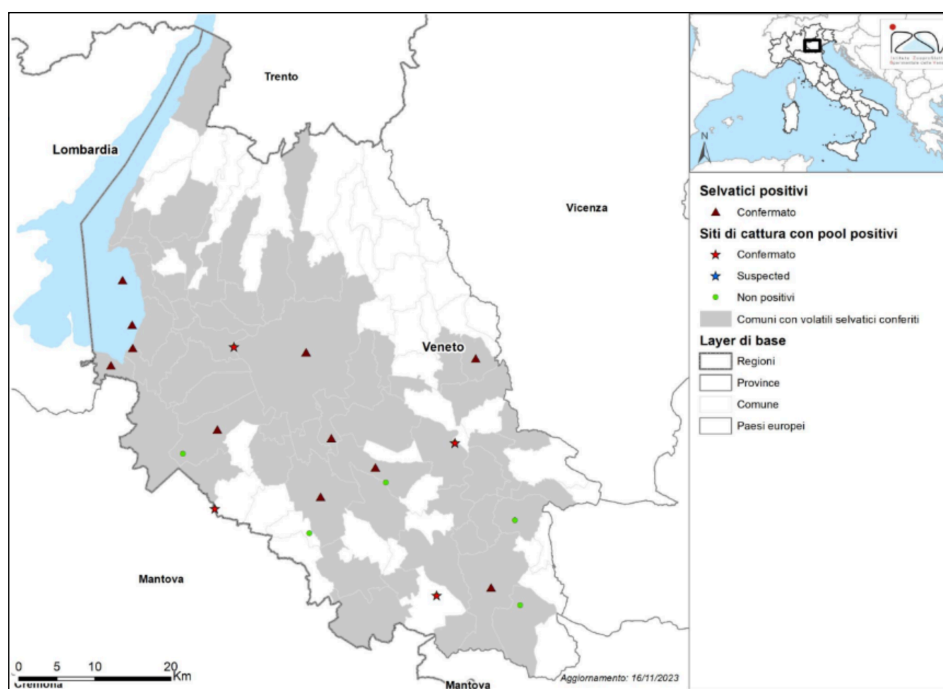 Trento
Lombardia
Vicenza
Veneto
Mantova
0 5 10 20
Km
Mantova
Aggiornamento: 16/11/2023
N
Selvatici positivi
Confermato
Siti di cattura con pool positivi
Confermato
Suspected
Non positivi
Comuni con volatili selvatici conferiti
Layer di base
Regioni
Province
Comune
Paesi europei